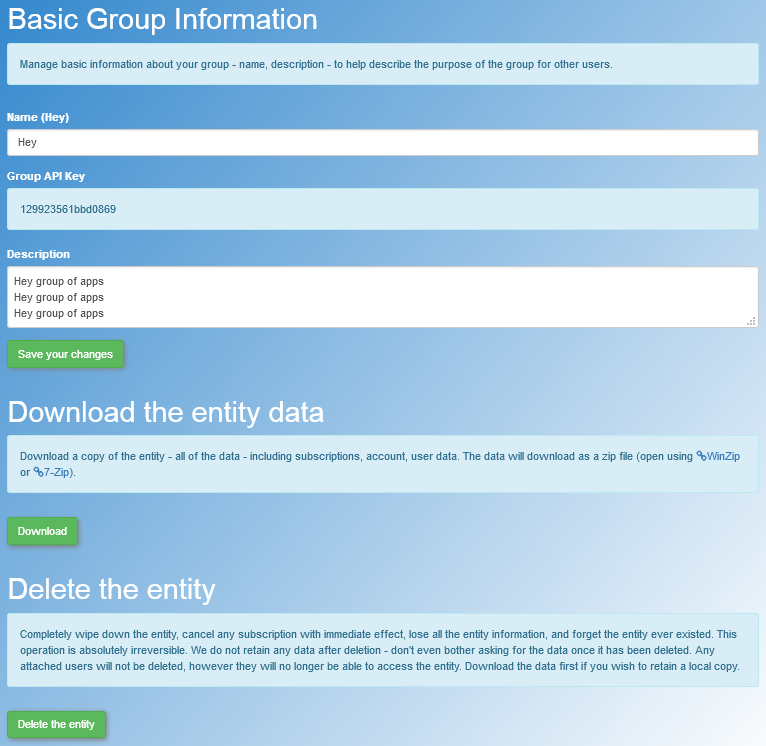 Basic Group Information
Manage basic information about your group - name, description - to help describe the purpose of the group for other users.
Name (Hey)
Hey
Group API Key
129923561bbd0869
Description
Hey group of apps
Hey group of apps
Hey group of apps
Save your changes
Download the entity data
Download a copy of the entity - all of the data - including subscriptions, account, user data. The data will download as a zip file (open using WinZip
or 7-Zip).
Download
Delete the entity
Completely wipe down the entity, cancel any subscription with immediate effect, lose all the entity information, and forget the entity ever existed. This
operation is absolutely irreversible. We do not retain any data after deletion - don't even bother asking for the data once it has been deleted. Any
attached users will not be deleted, however they will no longer be able to access the entity. Download the data first if you wish to retain a local copy.
Delete the entity